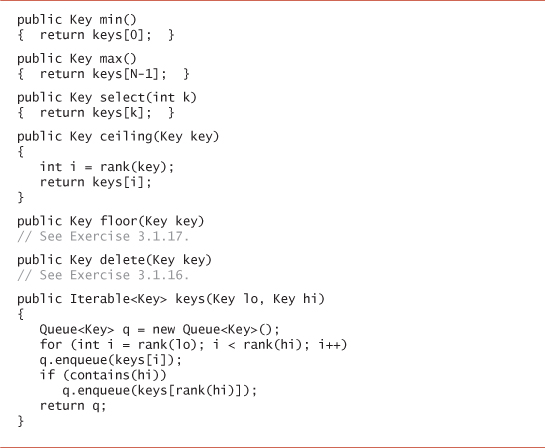 public Key min()
{  return keys[0];  }
public Key max()
{  return keys[N-1];  }
public Key select(int k)
{  return keys[k];  }
public Key ceiling(Key key)
{
   int i = rank(key);
   return keys[i];
}
public Key floor(Key key)
// See Exercise 3.1.17.
public Key delete(Key key)
// See Exercise 3.1.16.
public Iterable<Key> keys(Key lo, Key hi)
{
   Queue<Key> q = new Queue<Key>();
   for (int i = rank(lo); i < rank(hi); i++)
   q.enqueue(keys[i]);
   if (contains(hi))
      q.enqueue(keys[rank(hi)]);
   return q;
}